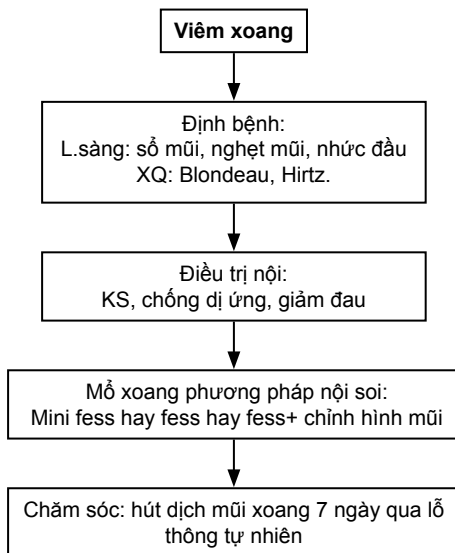 Viêm xoang
Định bệnh:
L.sàng: sổ mũi, nghẹt mũi, nhức đầu
XQ: Blondeau, Hirtz.
Điều trị nội:
KS, chống dị ứng, giảm đau
Mổ xoang phương pháp nội soi:
Mini fess hay fess hay fess+ chỉnh hình mũi
Chăm sóc: hút dịch mũi xoang 7 ngày qua lỗ
thông tự nhiên